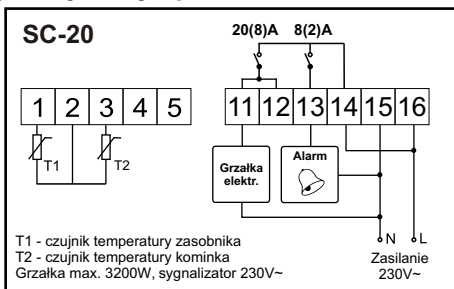 SC-20
20(8)A 8(2)A
1 2 3 4 5
11 12 13 14 15 16
T1 T2
Grzałka
elektr.
Alarm
T1 - czujnik temperatury zasobnika
T2 - czujnik temperatury kominka
Grzałka max. 3200W, sygnalizator 230V~
N L
Zasilanie
230V~